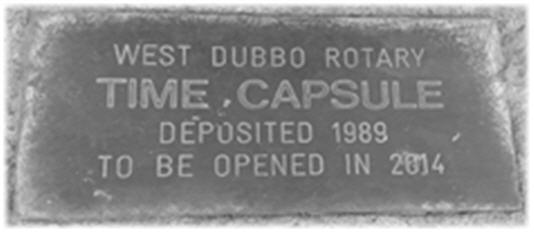 WEST DUBBO ROTARY
TIME CAPSULE
DEPOSITED 1989
TO BE OPENED IN 2014